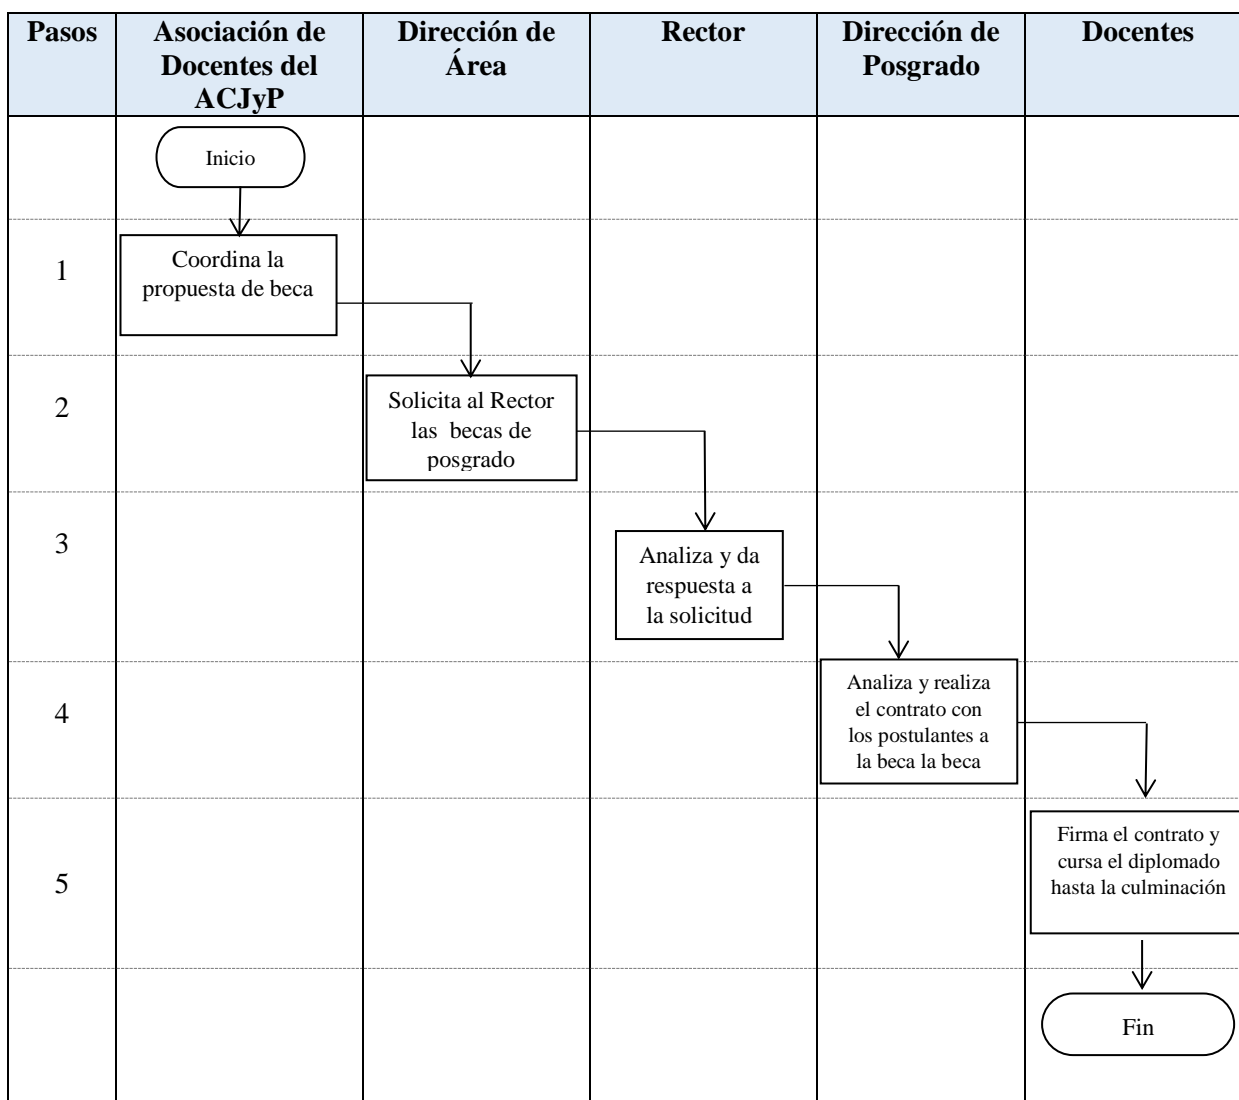 Pasos
Asociación de
Docentes del
ACJyP
Dirección de
Área
Rector
Dirección de
Posgrado
Docentes
Inicio
1
Coordina la
propuesta de beca
2
Solicita al Rector
las becas de
posgrado
3
Analiza y da
respuesta a
la solicitud
4
Analiza y realiza
el contrato con
los postulantes a
la beca la beca
5
Firma el contrato y
cursa el diplomado
hasta la culminación
Fin